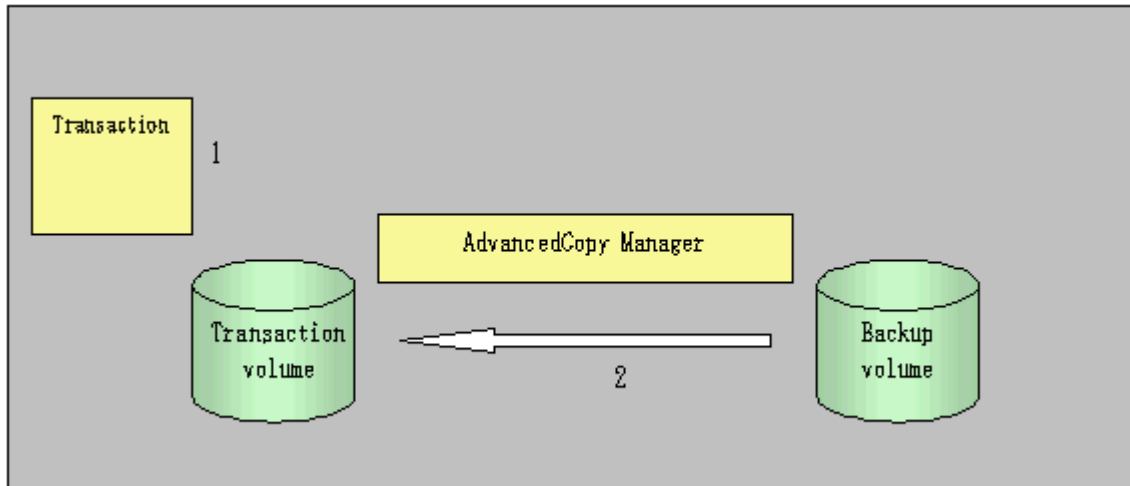 Transaction
1
AdvancedCopy Manager
Transaction
volume
2
Backup
volume